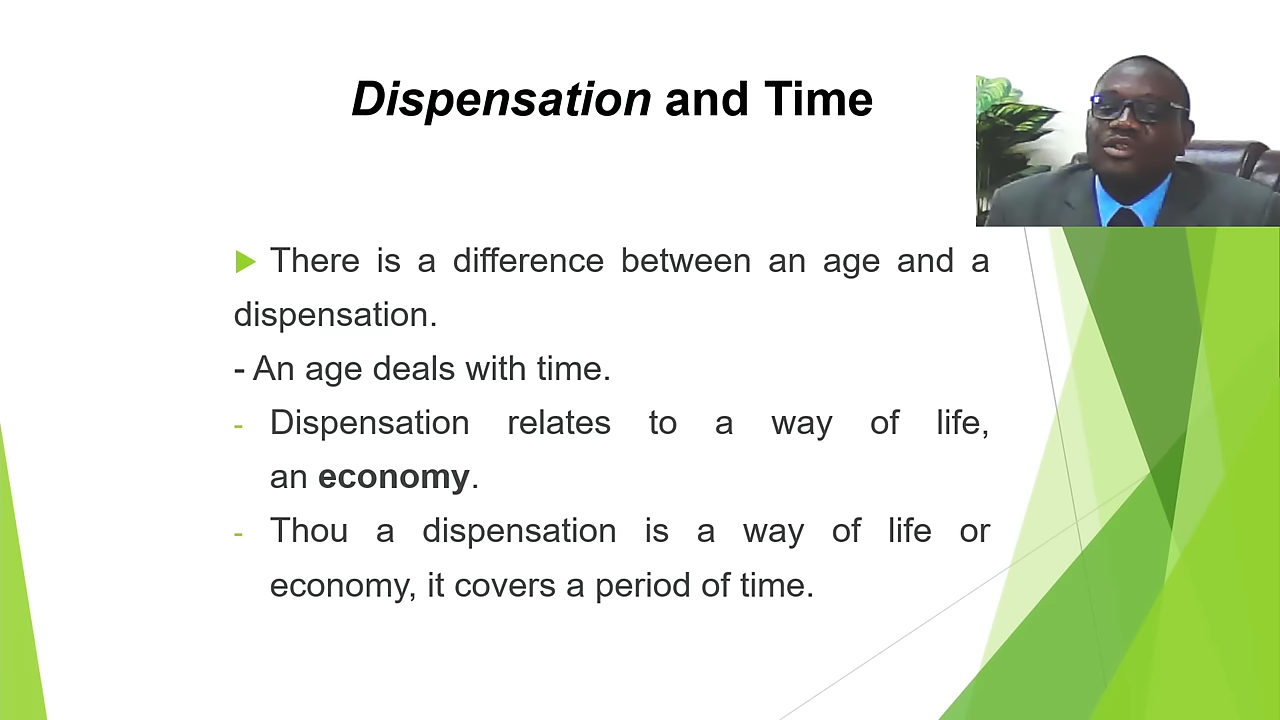 Dispensation and Time
There is a difference between an age and a
dispensation.
- An age deals with time.
- Dispensation relates to a way of life,
an economy.
- Thou a dispensation is a way of life or
economy, it covers a period of time.